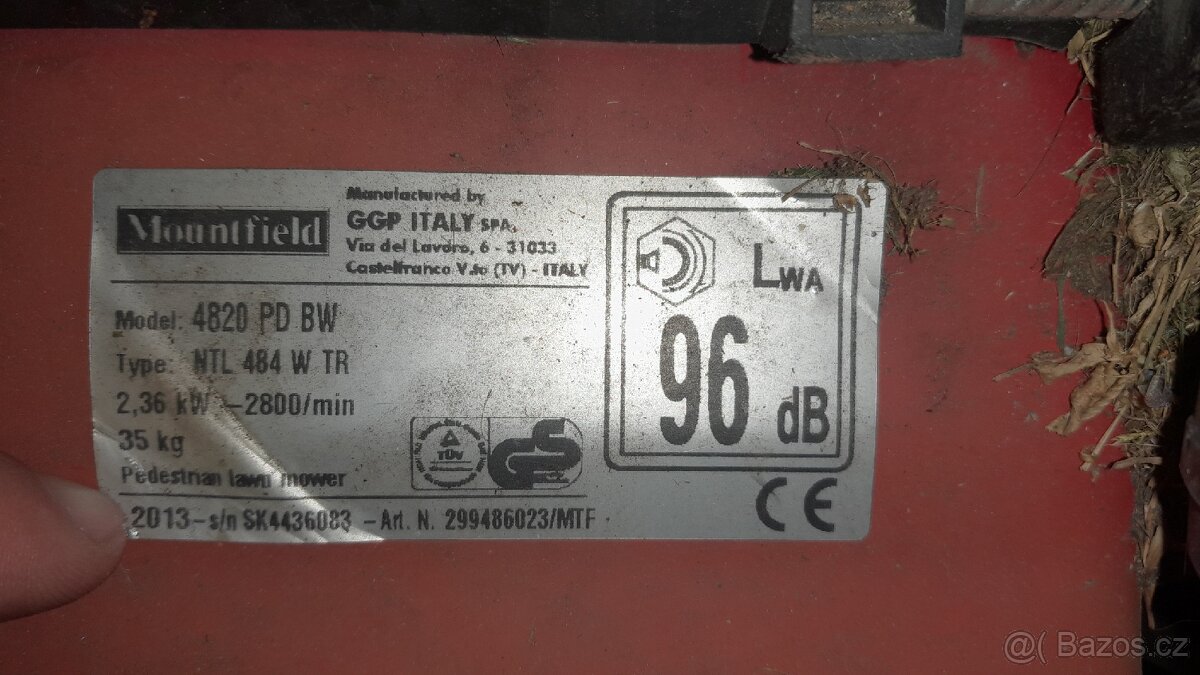 Mountfield
Manufactured by
GGP ITALY SPA.
Via del Lavoro, 6 - 31033
Castelfranco V.to (TV) - ITALY
Model: 4820 PD BW
Type: NTL 484 W TR
2,36 kW -2800/min
35 kg
Pedestrian lawn mower
2013-s/n SK4436083 -Art. N. 299486023/MTF
TÜV
GS
LWA
96 dB
CE
@( Bazos.cz